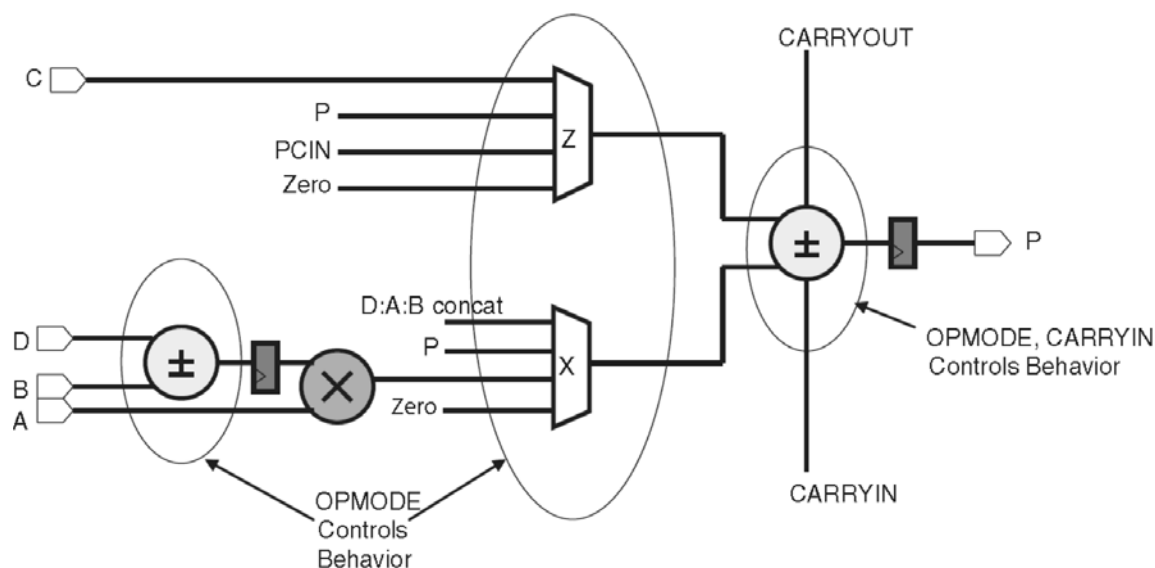 CARRYOUT
C
P
Z
PCIN
Zero
±
P
D:A:B concat
D
P
OPMODE, CARRYIN
Controls Behavior
±
X
B
×
A
Zero
CARRYIN
OPMODE
Controls
Behavior